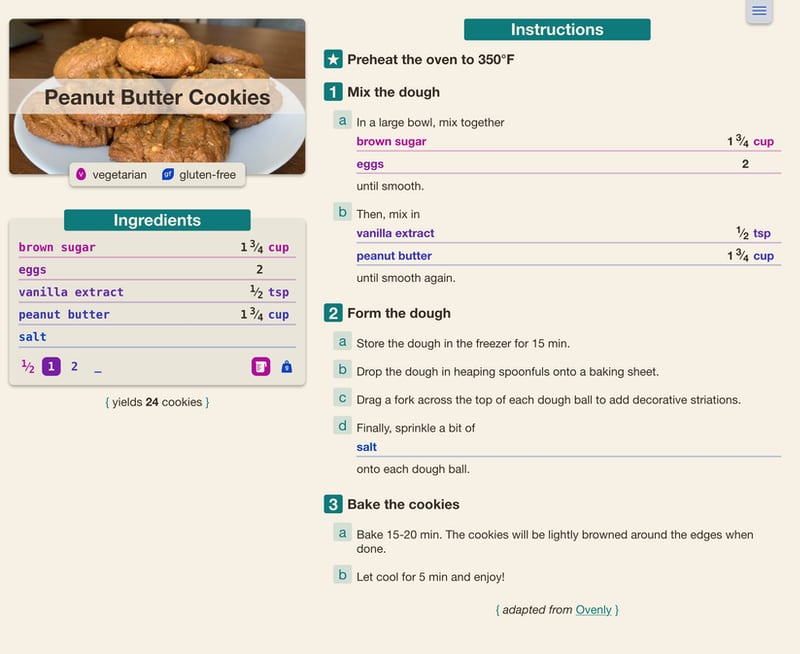 Peanut Butter Cookies
v vegetarian gf gluten-free
Ingredients
brown sugar 1 3⁄4 cup
eggs 2
vanilla extract 1⁄2 tsp
peanut butter 1 3⁄4 cup
salt
1⁄2 1 2 _
{ yields 24 cookies }
Instructions
★ Preheat the oven to 350°F
1 Mix the dough
a In a large bowl, mix together
brown sugar 1 3⁄4 cup
eggs 2
until smooth.
b Then, mix in
vanilla extract 1⁄2 tsp
peanut butter 1 3⁄4 cup
until smooth again.
2 Form the dough
a Store the dough in the freezer for 15 min.
b Drop the dough in heaping spoonfuls onto a baking sheet.
c Drag a fork across the top of each dough ball to add decorative striations.
d Finally, sprinkle a bit of
salt
onto each dough ball.
3 Bake the cookies
a Bake 15-20 min. The cookies will be lightly browned around the edges when
done.
b Let cool for 5 min and enjoy!
{ adapted from Ovenly }